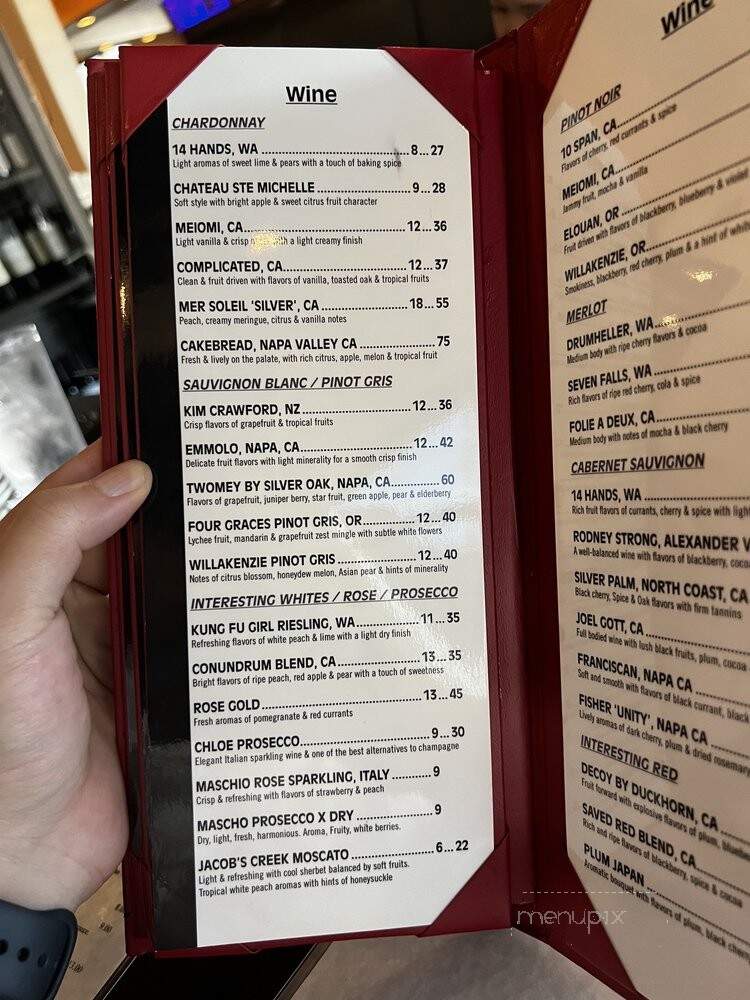 Wine
CHARDONNAY
14 HANDS, WA ........ 8...27
Light aromas of sweet lime & pears with a touch of baking spice
CHATEAU STE MICHELLE ........ 9...28
Soft style with bright apple & sweet citrus fruit character
MEIOMI, CA........ 12...36
Light vanilla & crisp with a light creamy finish
COMPLICATED, CA........ 12...37
Clean & fruit driven with flavors of vanilla, toasted oak & tropical fruits
MER SOLEIL 'SILVER', CA ........ 18...55
Peach, creamy meringue, citrus & vanilla notes
CAKEBREAD, NAPA VALLEY CA ........ 75
Fresh & lively on the palate, with rich citrus, apple, melon & tropical fruit
SAUVIGNON BLANC / PINOT GRIS
KIM CRAWFORD, NZ ........ 12...36
Crisp flavors of grapefruit & tropical fruits
EMMOLO, NAPA, CA........ 12...42
Delicate fruit flavors with light minerality for a smooth crisp finish
TWOMEY BY SILVER OAK, NAPA, CA........ 60
Flavors of grapefruit, juniper berry, star fruit, green apple, pear & elderberry
FOUR GRACES PINOT GRIS, OR........ 12...40
Lychee fruit, mandarin & grapefruit zest mingle with subtle white flowers
WILLAKENZIE PINOT GRIS ........ 12...40
Notes of citrus blossom, honeydew melon, Asian pear & hints of minerality
INTERESTING WHITES / ROSE / PROSECCO
KUNG FU GIRL RIESLING, WA........ 11...35
Refreshing flavors of white peach & lime with a light dry finish
CONUNDRUM BLEND, CA ........ 13...35
Bright flavors of ripe peach, red apple & pear with a touch of sweetness
ROSE GOLD ........ 13...45
Fresh aromas of pomegranate & red currants
CHLOE PROSECCO........ 9...30
Elegant Italian sparkling wine & one of the best alternatives to champagne
MASCHIO ROSE SPARKLING, ITALY ........ 9
Crisp & refreshing with flavors of strawberry & peach
MASCHO PROSECCO X DRY ........ 9
Dry, light, fresh, harmonious. Aroma, Fruity, white berries.
JACOB'S CREEK MOSCATO ........ 6...22
Light & refreshing with cool sherbet balanced by soft fruits.
Tropical white peach aromas with hints of honeysuckle
Wine
PINOT NOIR
10 SPAN, CA........
Flavors of cherry, red currants & spice
MEIOMI, CA........
Jammy fruit, mocha & vanilla
ELOUAN, OR ........
Fruit driven with flavors of blackberry, blueberry & violet
WILLAKENZIE, OR........
Smokiness, blackberry, red cherry, plum & a hint of
MERLOT
DRUMHELLER, WA........
Medium body with ripe cherry flavors & cocoa
SEVEN FALLS, WA ........
Rich flavors of ripe red cherry, cola & spice
FOLIE A DEUX, CA........
Medium body with notes of mocha & black cherry
CABERNET SAUVIGNON
14 HANDS, WA ........
Rich fruit flavors of currants, cherry & spice with
RODNEY STRONG, ALEXANDER V
A well-balanced wine with flavors of blackberry,
SILVER PALM, NORTH COAST, CA
Black cherry, Spice & Oak flavors with firm tannins
JOEL GOTT, CA ........
Full bodied wine with lush black fruits, plum, cocoa
FRANCISCAN, NAPA CA ........
Soft and smooth with flavors of black currant,
FISHER 'UNITY', NAPA CA ........
Lively aromas of dark cherry, plum & dried rosemary
INTERESTING RED
DECOY BY DUCKHORN, CA ........
Fruit forward with explosive flavors of plum,
SAVED RED BLEND, CA........
Rich and ripe flavors of blackberry, spice & cocoa
PLUM JAPAN ........
Aromatic bouquet with flavors of plum, black
menupix